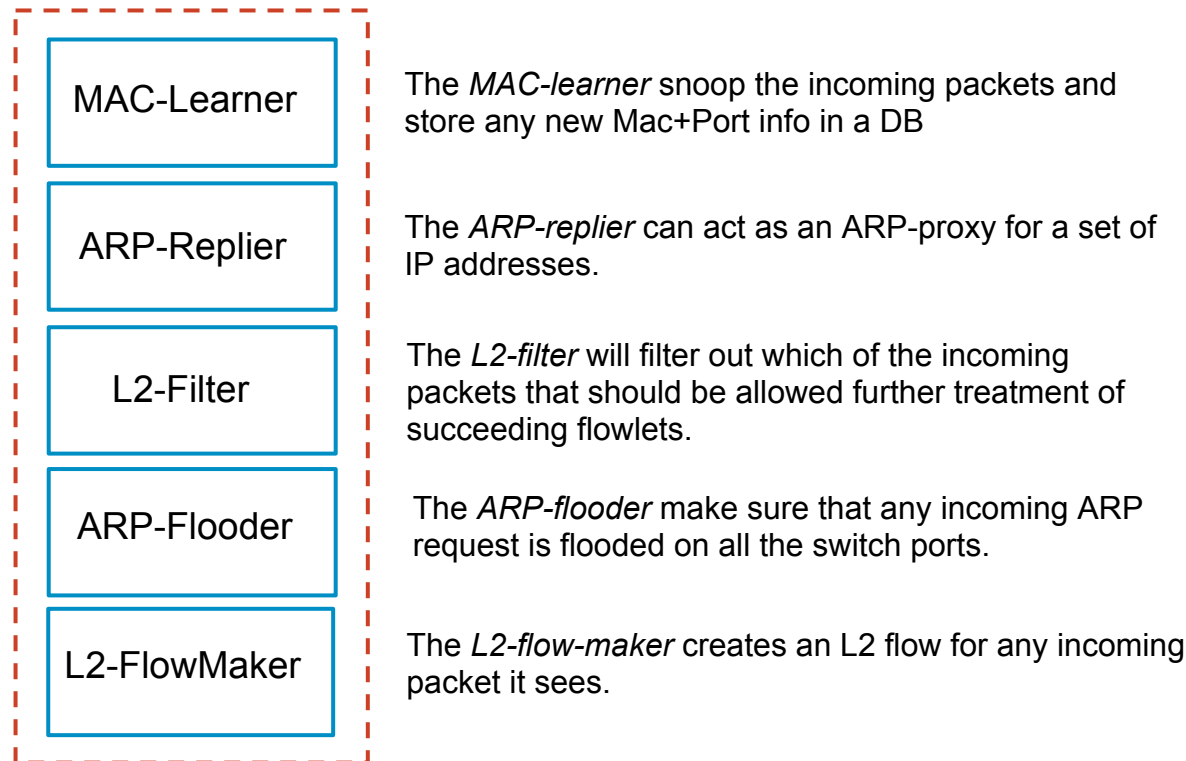 MAC-Learner
The MAC-learner snoop the incoming packets and
store any new Mac+Port info in a DB
ARP-Replier
The ARP-replier can act as an ARP-proxy for a set of
IP addresses.
L2-Filter
The L2-filter will filter out which of the incoming
packets that should be allowed further treatment of
succeeding flowlets.
ARP-Flooder
The ARP-flooder make sure that any incoming ARP
request is flooded on all the switch ports.
L2-FlowMaker
The L2-flow-maker creates an L2 flow for any incoming
packet it sees.